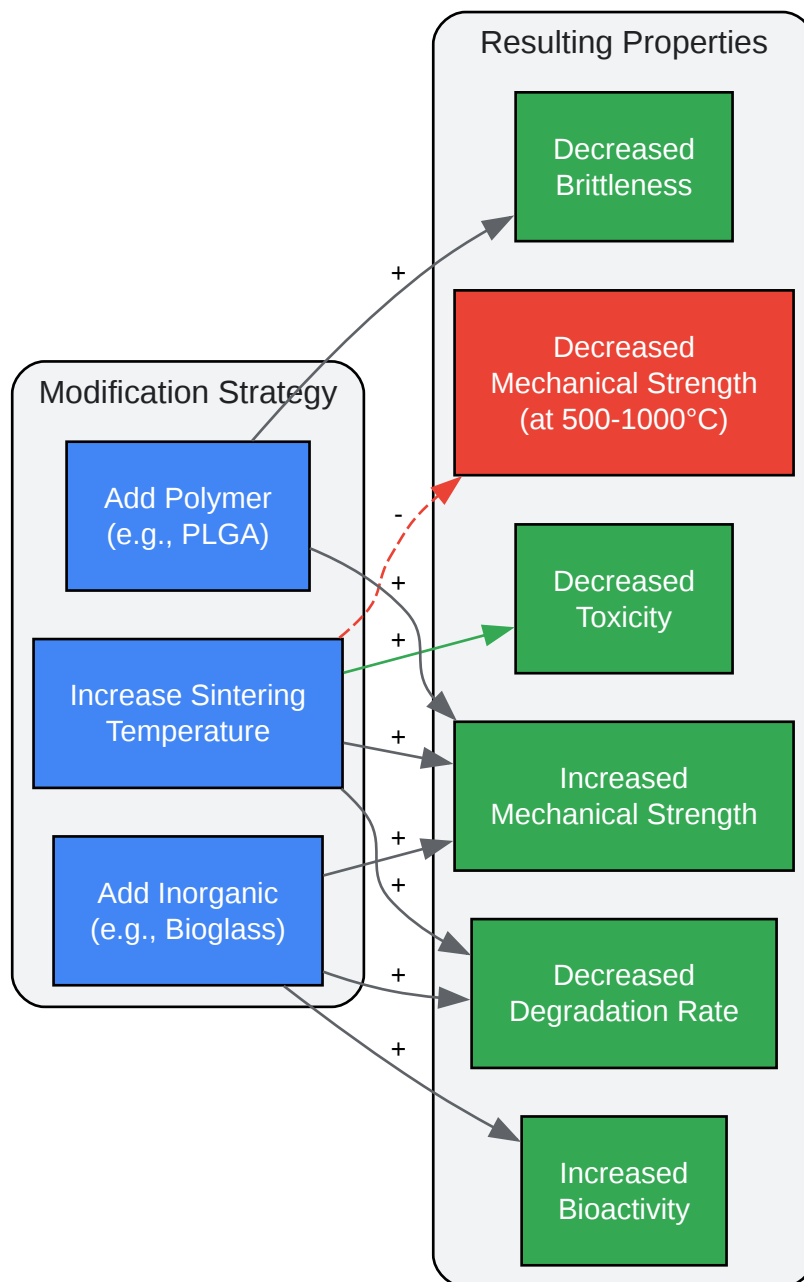 Resulting Properties
Decreased
Brittleness
+
Decreased
Mechanical Strength
(at 500-1000°C)
Modification Strategy
Add Polymer
(e.g., PLGA)
-
+
Decreased
Toxicity
+
Increase Sintering
Temperature
+
Increased
Mechanical Strength
+
Add Inorganic
(e.g., Bioglass)
+
+
Decreased
Degradation Rate
+
Increased
Bioactivity